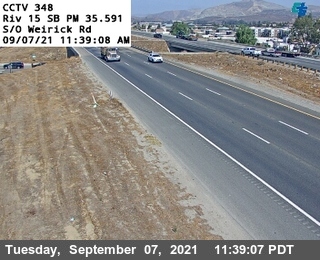 CCTV 348
Riv 15 SB PM 35.591
S/O Weirick Rd
09/07/21 11:39:08 AM
Tuesday, September 07, 2021 11:39:07 PDT